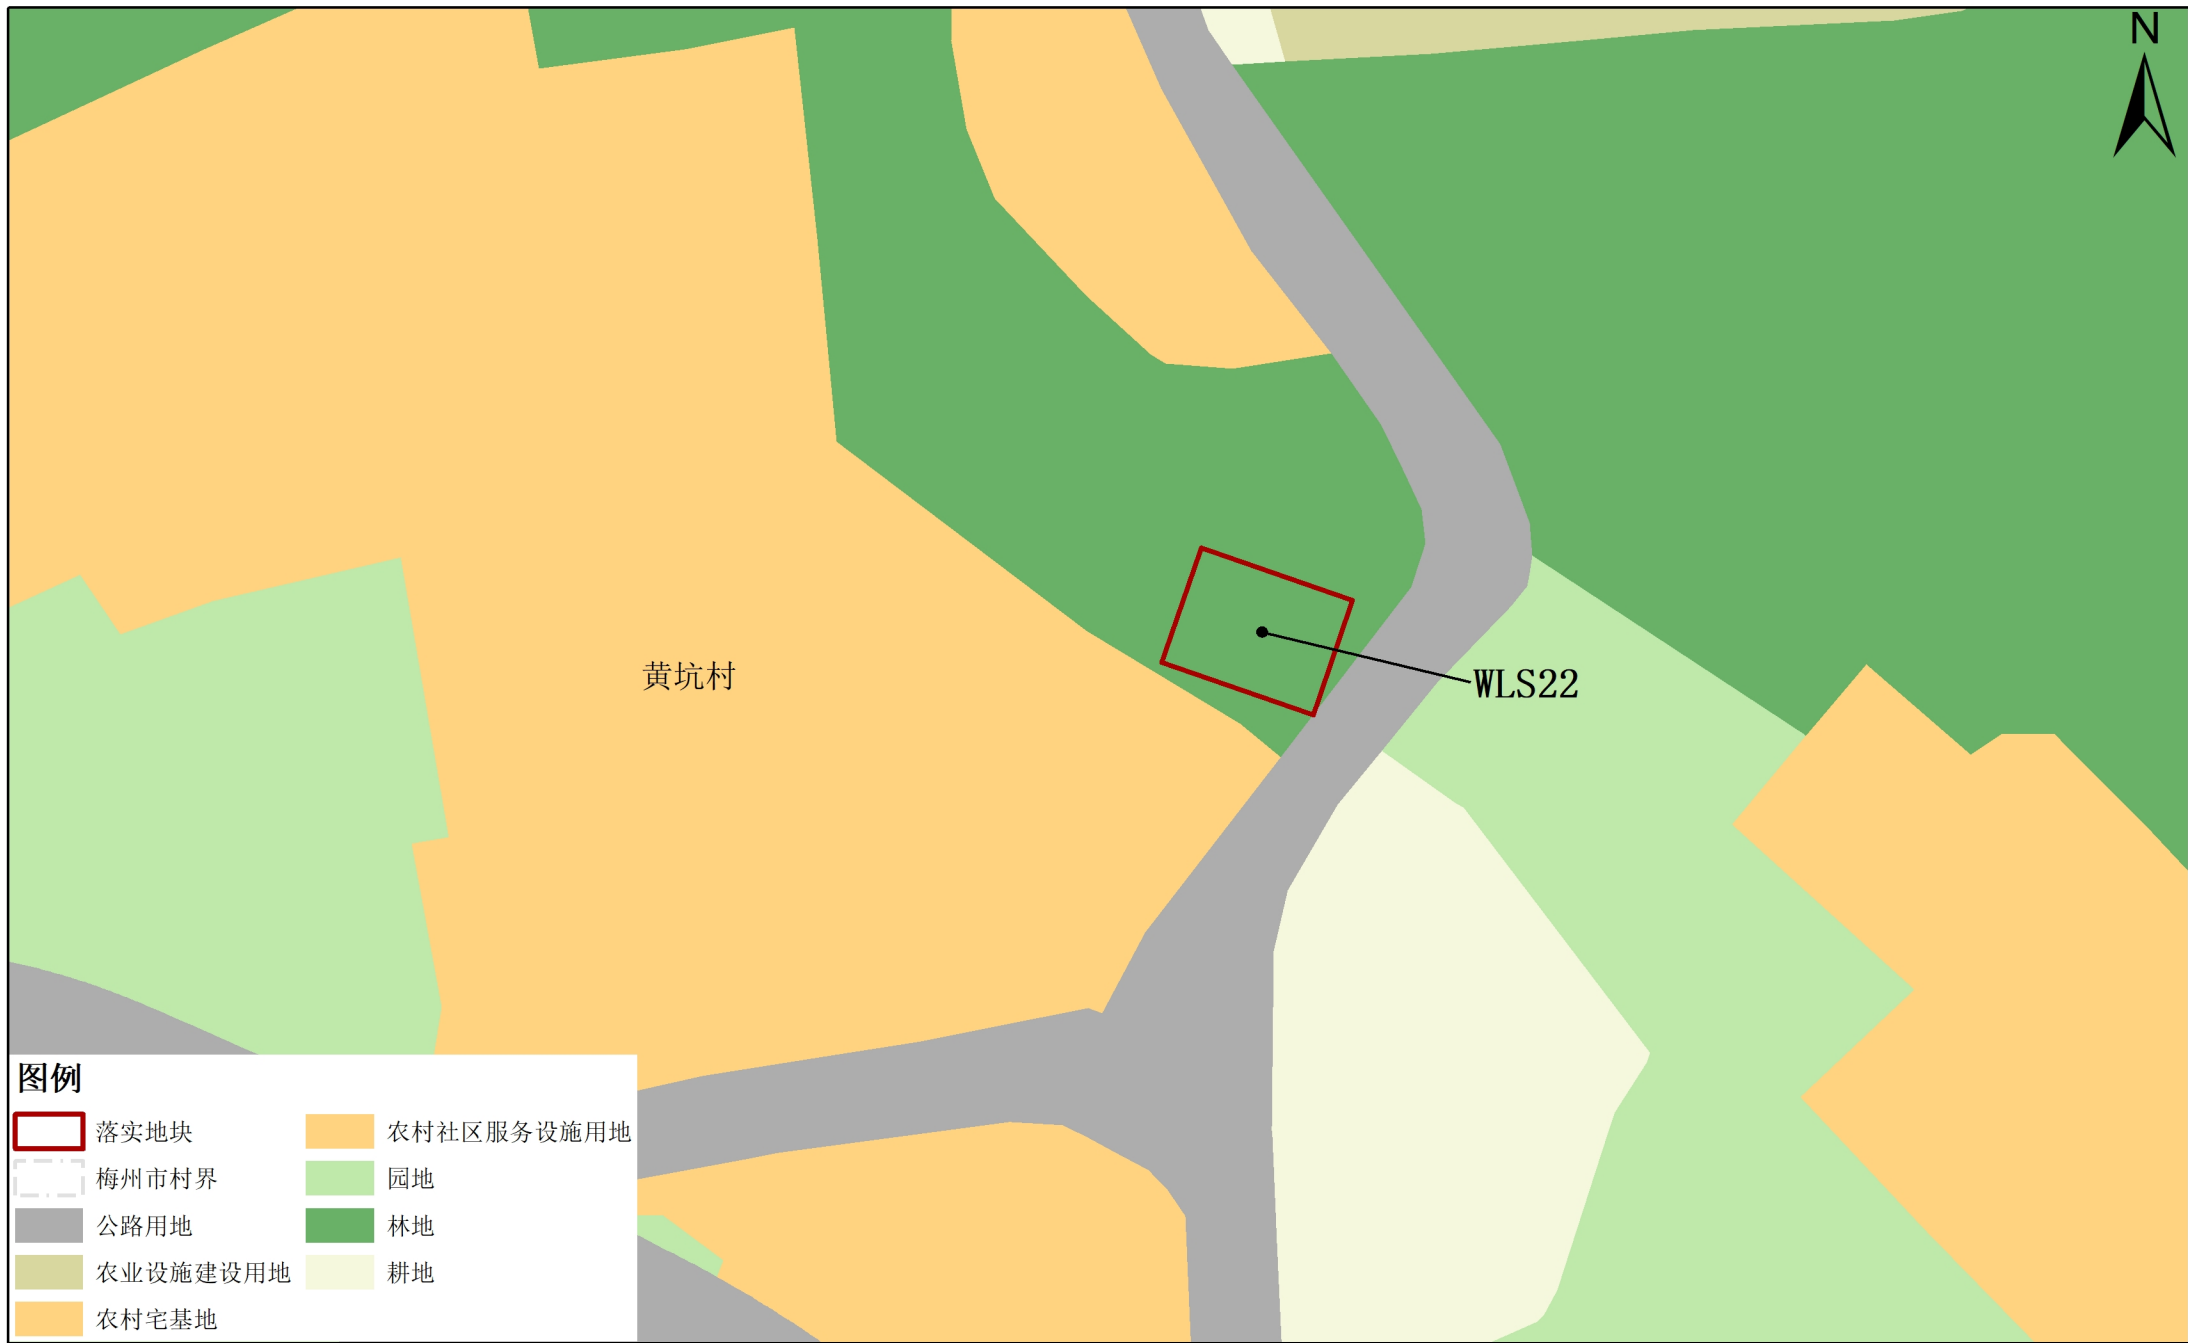 N
黄坑村
WLS22
图例
落实地块
梅州市村界
公路用地
农业设施建设用地
农村宅基地
农村社区服务设施用地
园地
林地
耕地